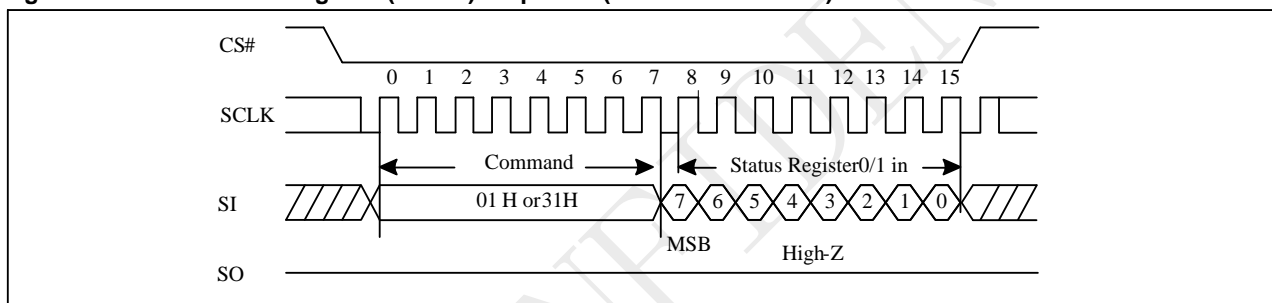 CS#
0 1 2 3 4 5 6 7 8 9 10 11 12 13 14 15
SCLK
Command Status Register0/1 in
SI 01 H or31H 7 6 5 4 3 2 1 0
MSB High-Z
SO